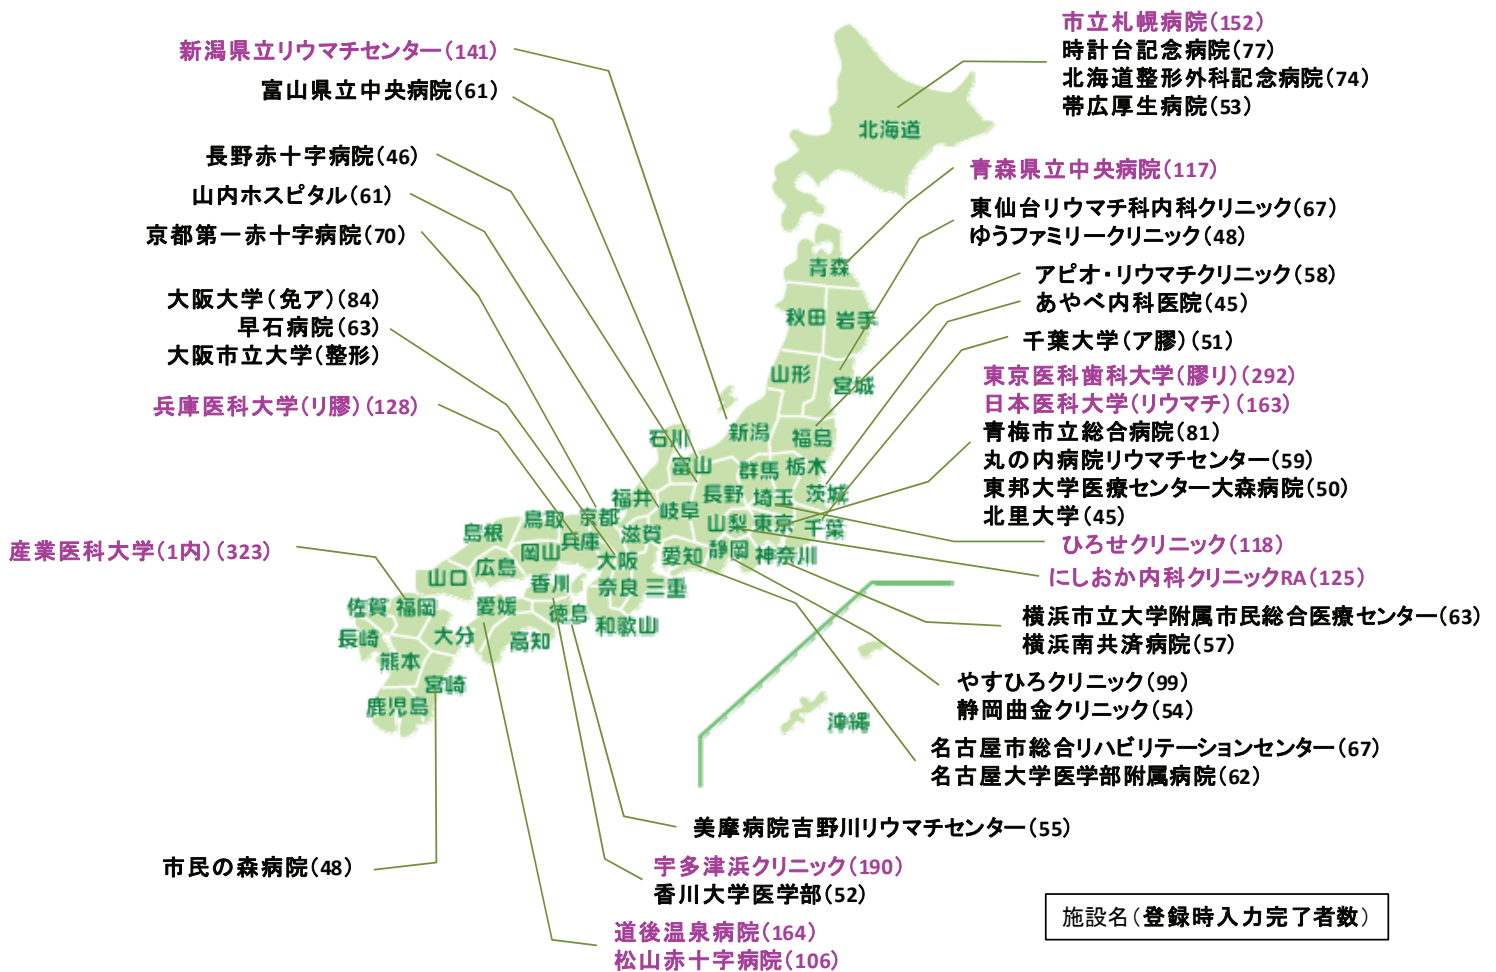 新潟県立リウマチセンター(141)
富山県立中央病院(61)
長野赤十字病院(46)
山内ホスピタル(61)
京都第一赤十字病院(70)
大阪大学(免ア)(84)
早石病院(63)
大阪市立大学(整形)
兵庫医科大学(リ膠)(128)
産業医科大学(1内)(323)
市民の森病院(48)
市立札幌病院(152)
時計台記念病院(77)
北海道整形外科記念病院(74)
帯広厚生病院(53)
青森県立中央病院(117)
東仙台リウマチ科内科クリニック(67)
ゆうファミリークリニック(48)
アピオ・リウマチクリニック(58)
あやべ内科医院(45)
千葉大学(ア膠)(51)
東京医科歯科大学(膠リ)(292)
日本医科大学(リウマチ)(163)
青梅市立総合病院(81)
丸の内病院リウマチセンター(59)
東邦大学医療センター大森病院(50)
北里大学(45)
ひろせクリニック(118)
にしおか内科クリニックRA(125)
横浜市立大学附属市民総合医療センター(63)
横浜南共済病院(57)
やすひろクリニック(99)
静岡曲金クリニック(54)
名古屋市総合リハビリテーションセンター(67)
名古屋大学医学部附属病院(62)
美摩病院吉野川リウマチセンター(55)
宇多津浜クリニック(190)
香川大学医学部(52)
道後温泉病院(164)
松山赤十字病院(106)
施設名(登録時入力完了者数)
北海道
青森
秋田 岩手
山形
宮城
石川 新潟 福島
富山 群馬 栃木
福井 長野 埼玉 茨城
岐阜
島根 鳥取 京都 滋賀 山梨 東京 千葉
岡山 兵庫
広島 大阪 愛知 静岡 神奈川
山口 香川 奈良 三重
佐賀 福岡 愛媛 徳島
長崎 大分 高知 和歌山
熊本
宮崎
鹿児島
沖縄